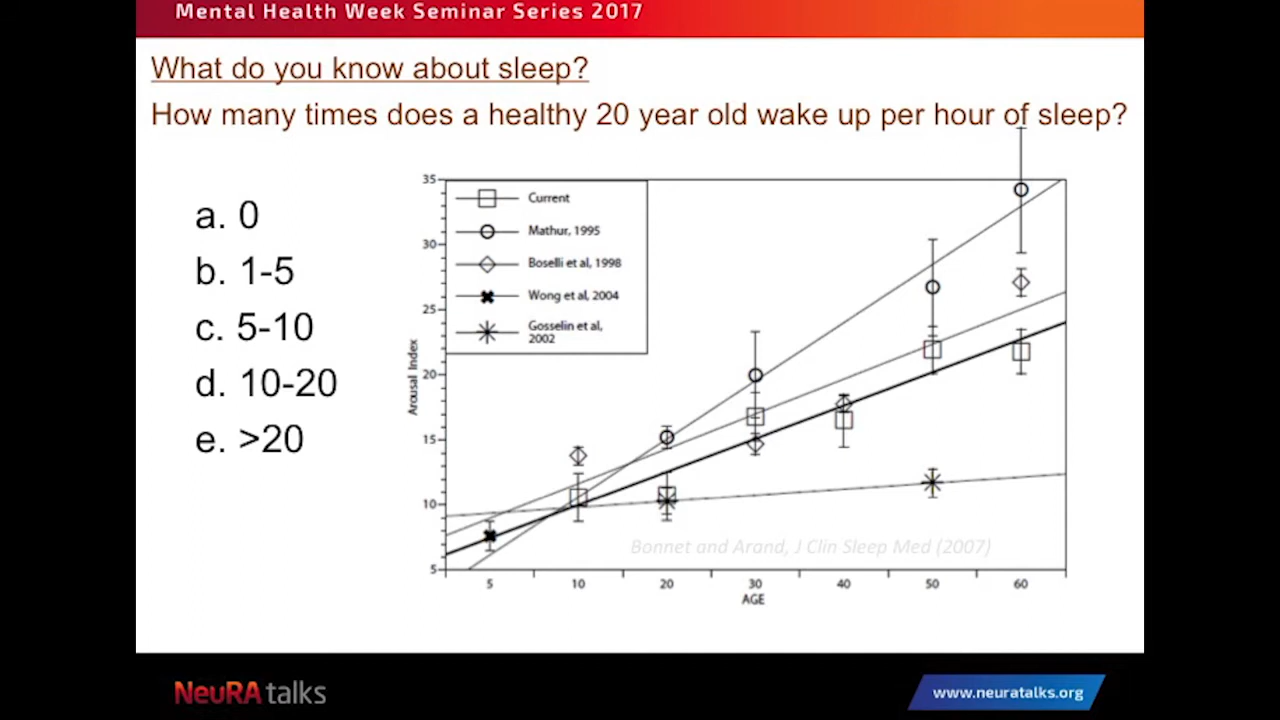 Mental Health Week Seminar Series 2017
What do you know about sleep?
How many times does a healthy 20 year old wake up per hour of sleep?
a. 0
b. 1-5
c. 5-10
d. 10-20
e. >20
35
30
25
20
15
10
5
Arousal Index
Current
Mathur, 1995
Boselli et al, 1998
Wong et al, 2004
Gosselin et al,
2002
Bonnet and Arand, J Clin Sleep Med (2007)
5 10 20 30 40 50 60
AGE
NeuRA talks
www.neuratalks.org